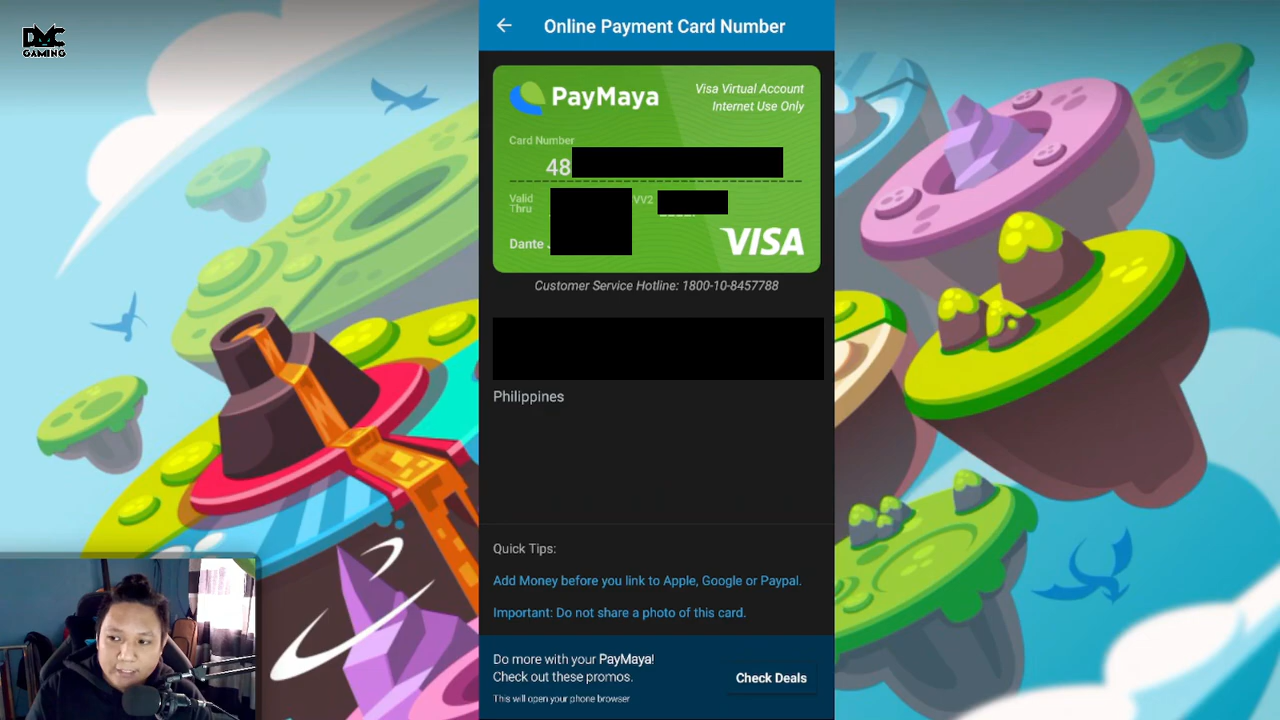 DMC
GAMING
Online Payment Card Number
PayMaya
Visa Virtual Account
Internet Use Only
Card Number
48
Valid
Thru
VV2
Dante
VISA
Customer Service Hotline: 1800-10-8457788
Philippines
Quick Tips:
Add Money before you link to Apple, Google or Paypal.
Important: Do not share a photo of this card.
Do more with your PayMaya!
Check out these promos.
Check Deals
This will open your phone browser